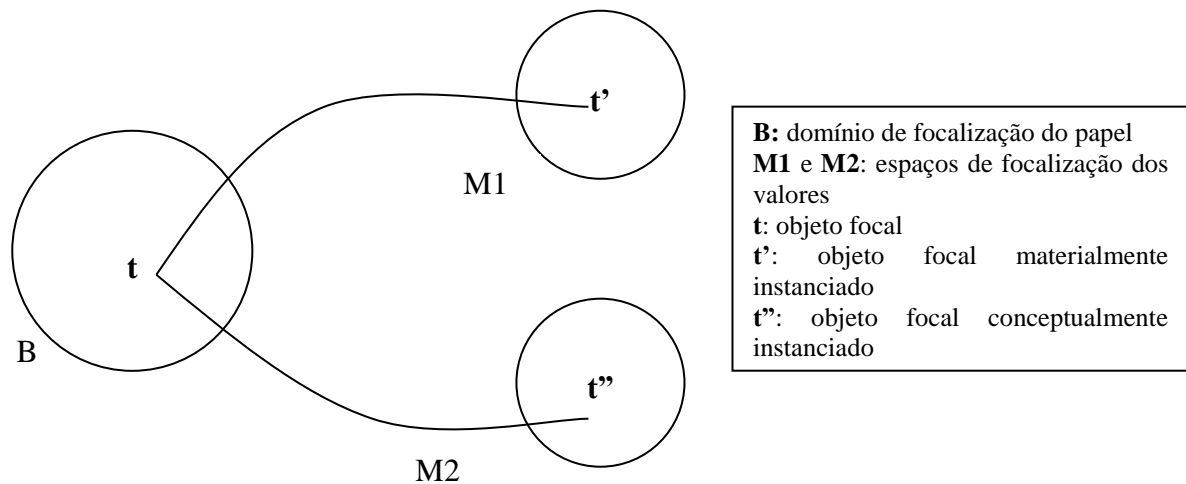 t’
M1
t
B
t”
M2
B: domínio de focalização do papel
M1 e M2: espaços de focalização dos
valores
t: objeto focal
t’: objeto focal materialmente
instanciado
t”: objeto focal conceptualmente
instanciado